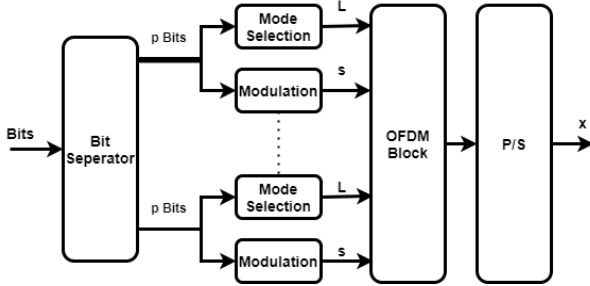 Bits
Bit
Seperator
p Bits
Mode
Selection
L
Modulation
s
p Bits
Mode
Selection
L
Modulation
s
OFDM
Block
P/S
x